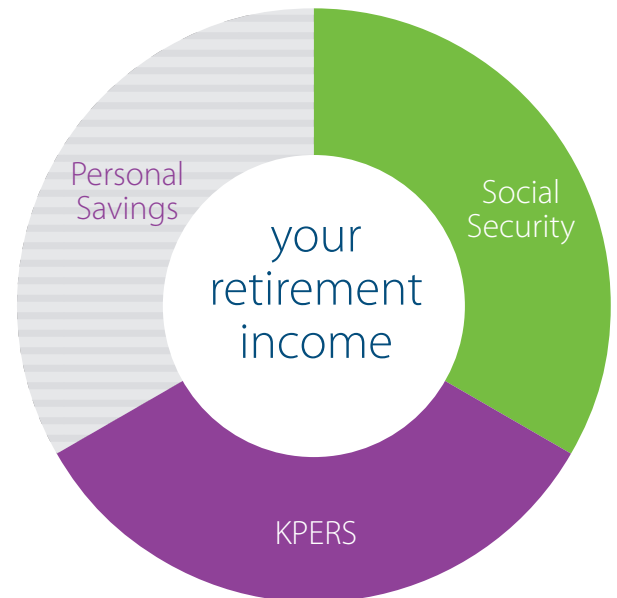 Personal
Savings
Social
Security
your
retirement
income
KPERS